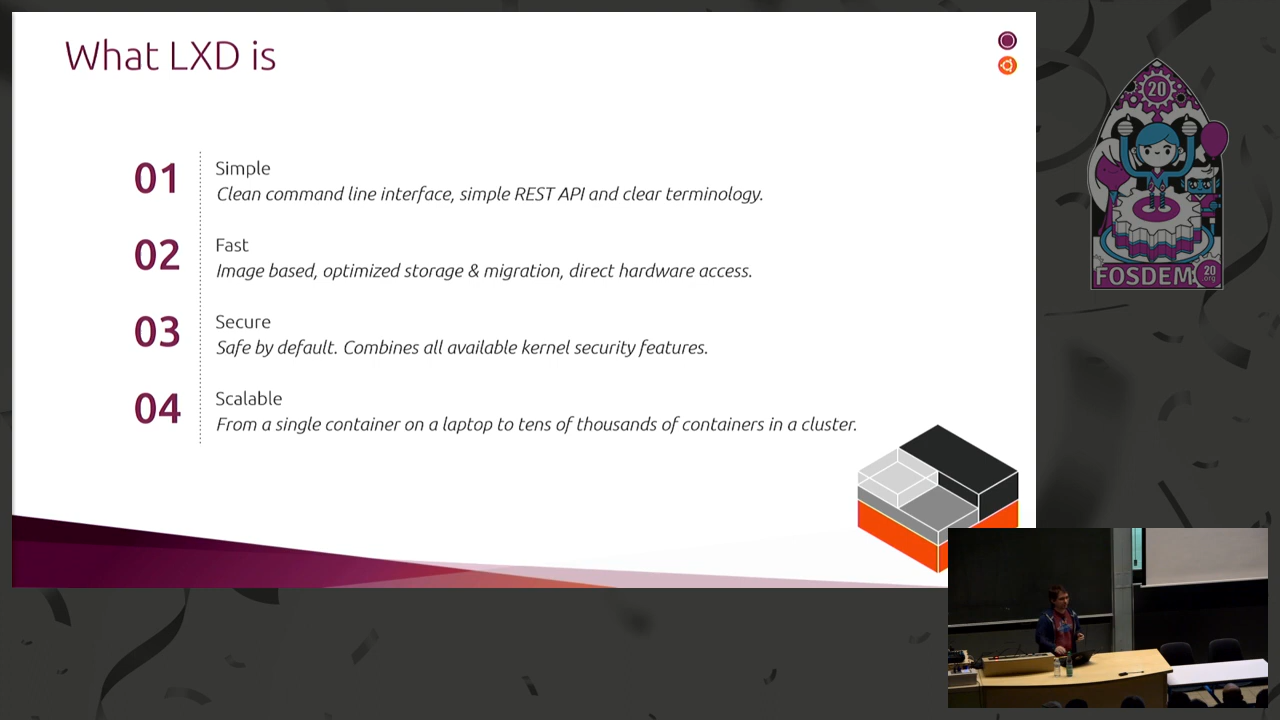 What LXD is
01
Simple
Clean command line interface, simple REST API and clear terminology.
02
Fast
Image based, optimized storage & migration, direct hardware access.
03
Secure
Safe by default. Combines all available kernel security features.
04
Scalable
From a single container on a laptop to tens of thousands of containers in a cluster.
20
FOSDEM
20
.org